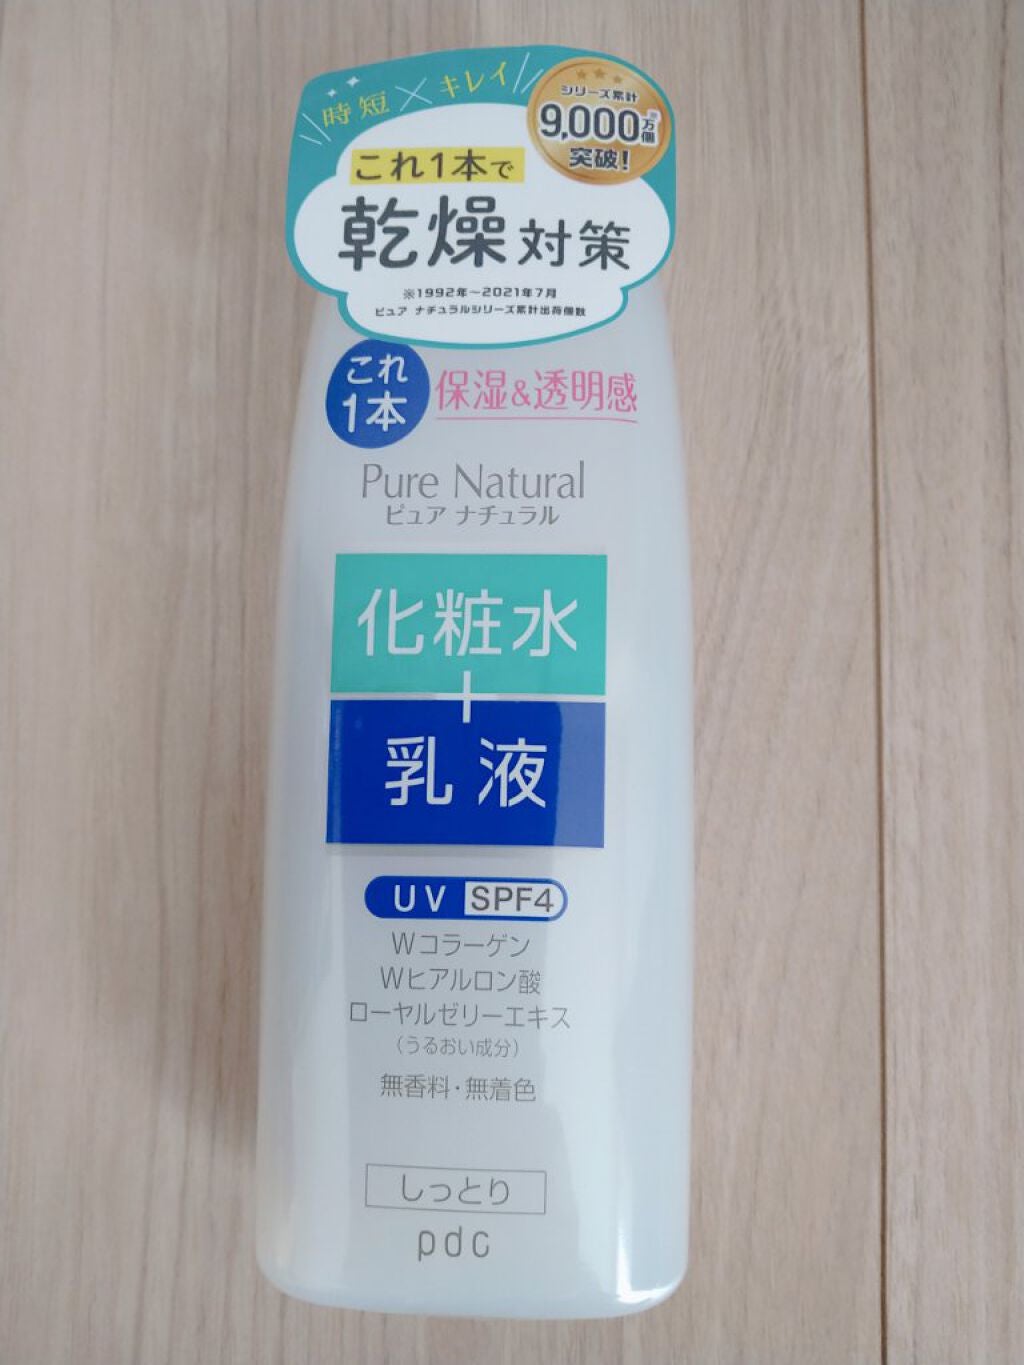 時短×キレイ
シリーズ累計
9,000万個※
突破!
これ1本で
乾燥対策
※1992年〜2021年7月
ピュア ナチュラルシリーズ累計出荷個数
これ
1本
保湿&透明感
Pure Natural
ピュア ナチュラル
化粧水
+
乳液
UV SPF4
Wコラーゲン
Wヒアルロン酸
ローヤルゼリーエキス
(うるおい成分)
無香料・無着色
しっとり
pdc